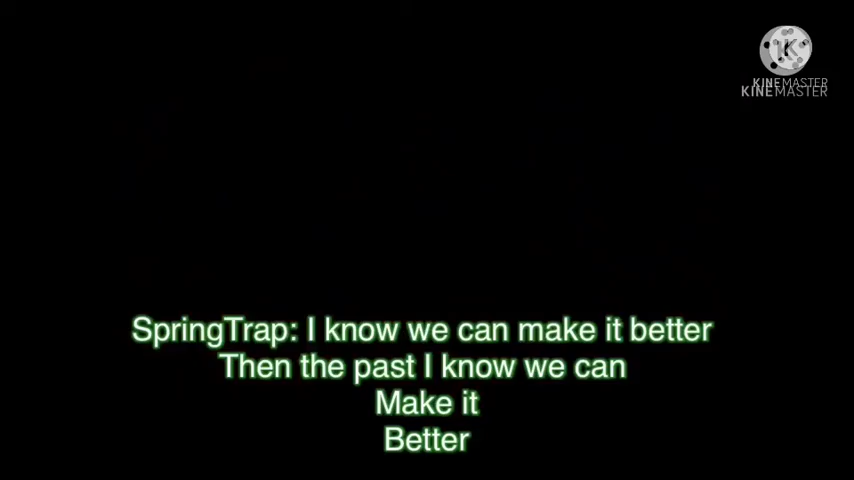 KINEMASTER
KINEMASTER
SpringTrap: I know we can make it better
Then the past I know we can
Make it
Better